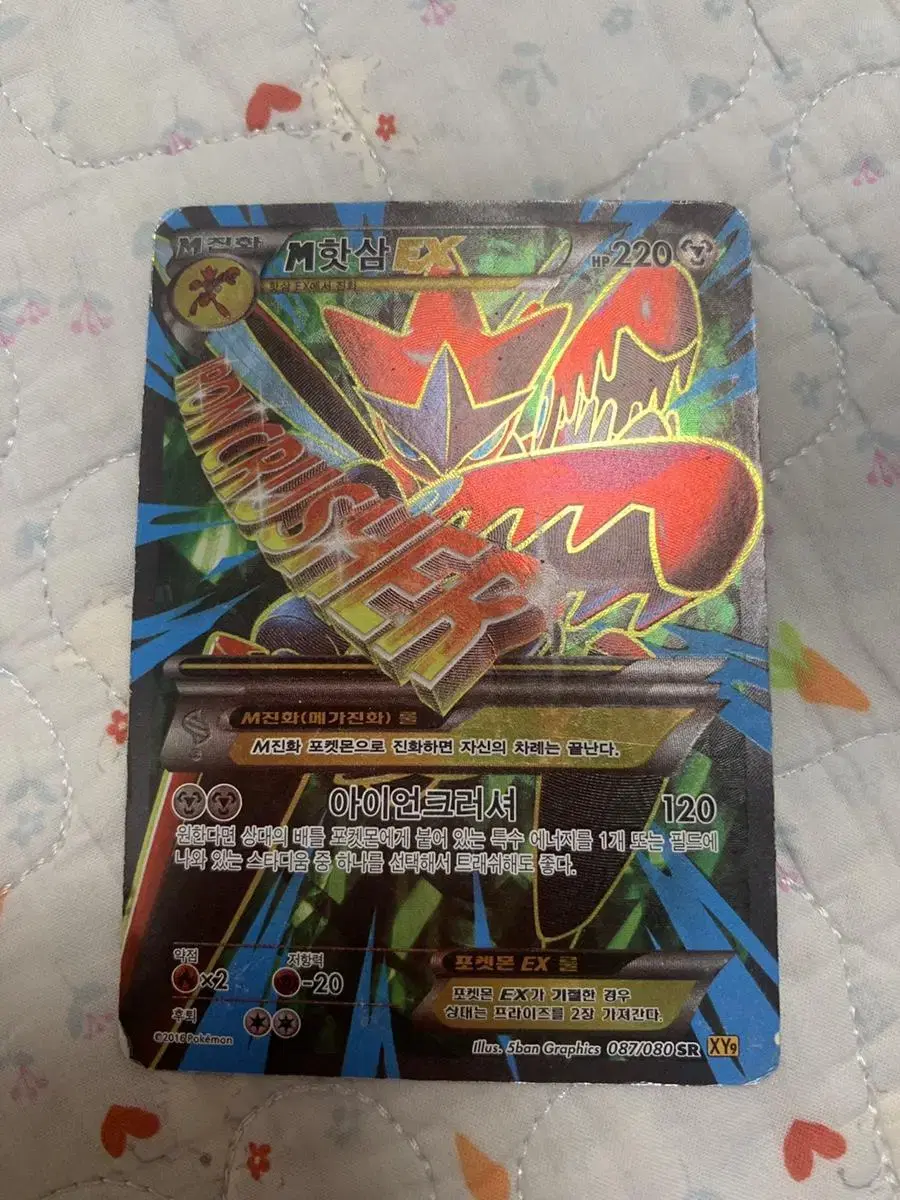 M진화
M핫삼EX
HP220
핫삼 EX에서 진화
IRON CRUSHER
M진화(메가진화) 룰
M진화 포켓몬으로 진화하면 자신의 차례는 끝난다.
아이언크러셔 120
원한다면 상대의 배틀 포켓몬에게 붙어 있는 특수 에너지를 1개 또는 필드에
나와 있는 스타디움 중 하나를 선택해서 트래쉬해도 좋다.
약점
×2
저항력
-20
후퇴
포켓몬 EX 룰
포켓몬 EX가 기절한 경우
상대는 프라이즈를 2장 가져간다.
©2016 Pokémon
Illus. 5ban Graphics 087/080 SR XY9